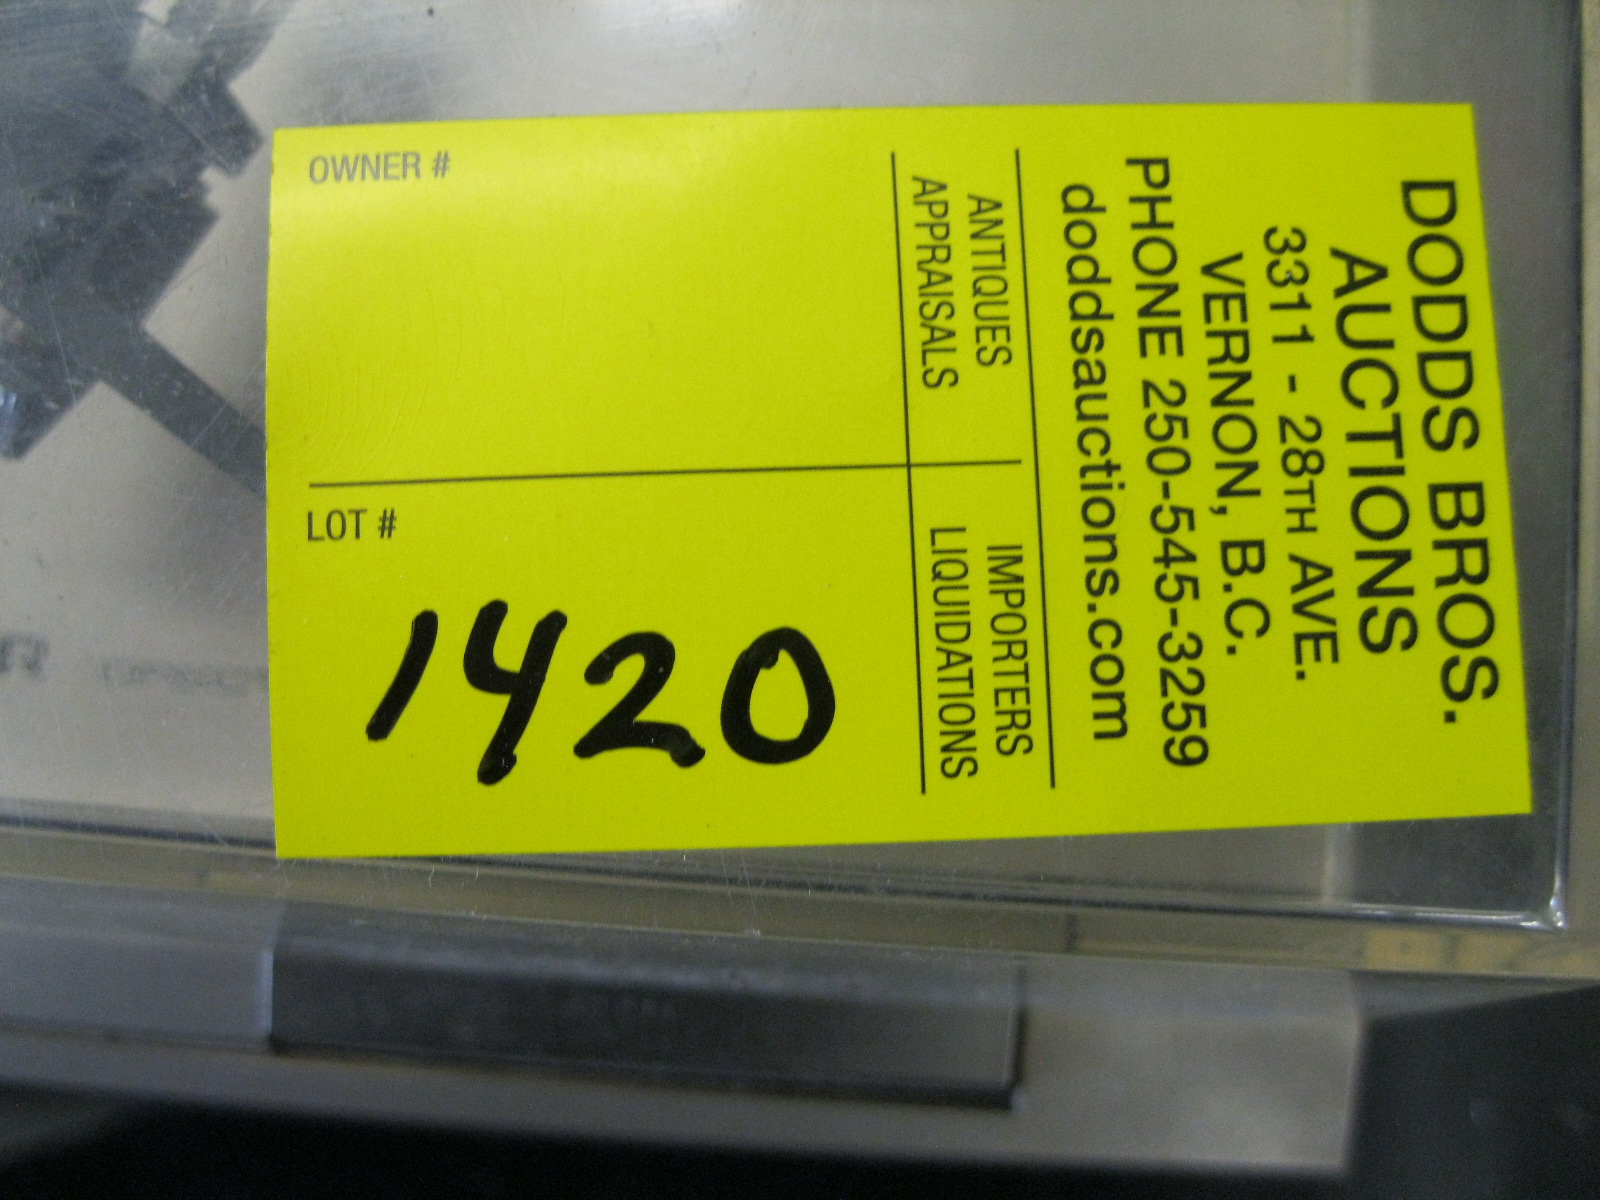 DODDS BROS.
AUCTIONS
3311 - 28TH AVE.
VERNON, B.C.
PHONE 250-545-3259
doddsauctions.com
ANTIQUES
APPRAISALS
IMPORTERS
LIQUIDATIONS
OWNER #
LOT #
1420